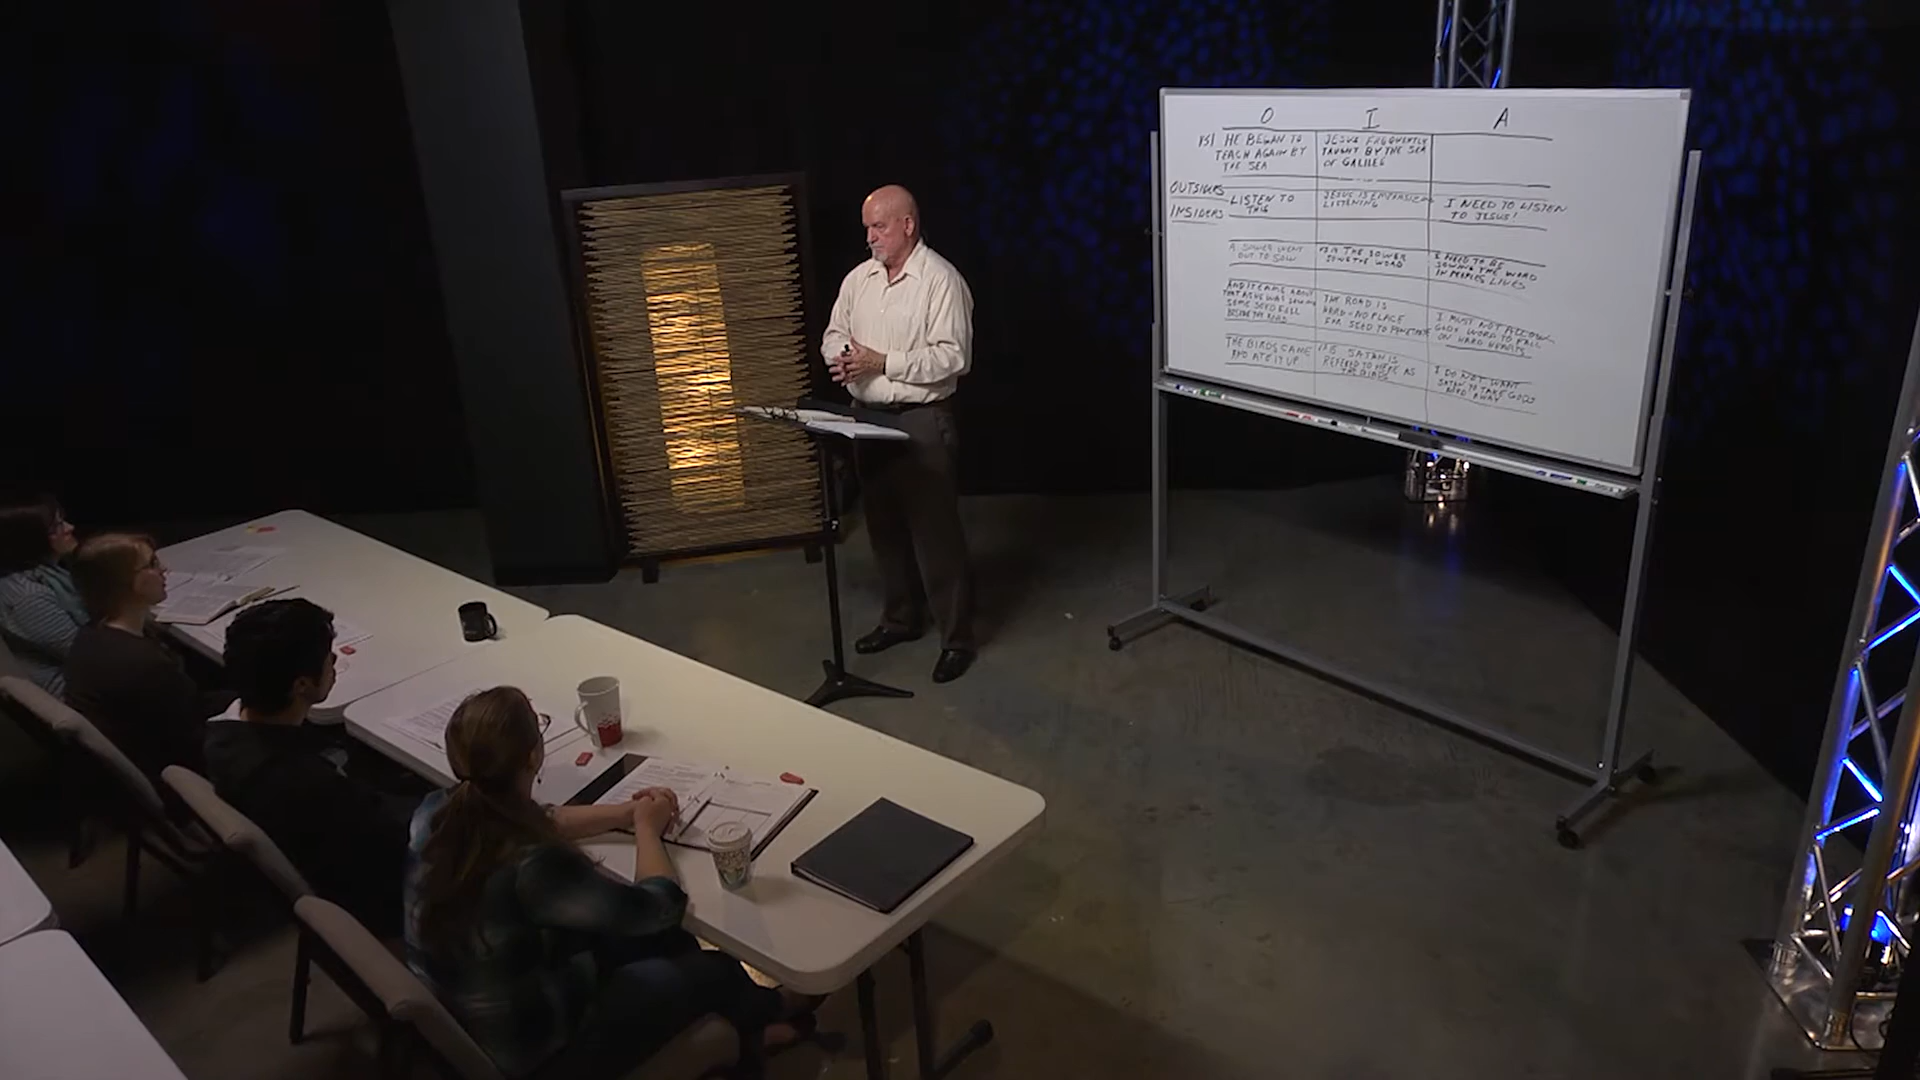 O I A
VS1 HE BEGAN TO
TEACH AGAIN BY
THE SEA
JESUS FREQUENTLY
TAUGHT BY THE SEA
OF GALILEE
OUTSIDERS
INSIDERS
LISTEN TO
THIS
JESUS IS EMPHASIZING
LISTENING
I NEED TO LISTEN
TO JESUS!
A SOWER WENT
OUT TO SOW
THE SOWER
SOWS THE WORD
I NEED TO BE
SOWING THE WORD
IN PEOPLES LIVES
AND IT CAME ABOUT
THAT AS HE WAS SOWING
SOME SEED FELL
BESIDE THE ROAD
THE ROAD IS
HARD - NO PLACE
FOR SEED TO PENETRATE
I MUST NOT ALLOW
GODS WORD TO FALL
ON HARD HEARTS
THE BIRDS CAME
AND ATE IT UP
SATAN IS
REFERED TO HERE AS
THE BIRDS
I DO NOT WANT
SATAN TO TAKE GODS
WORD AWAY